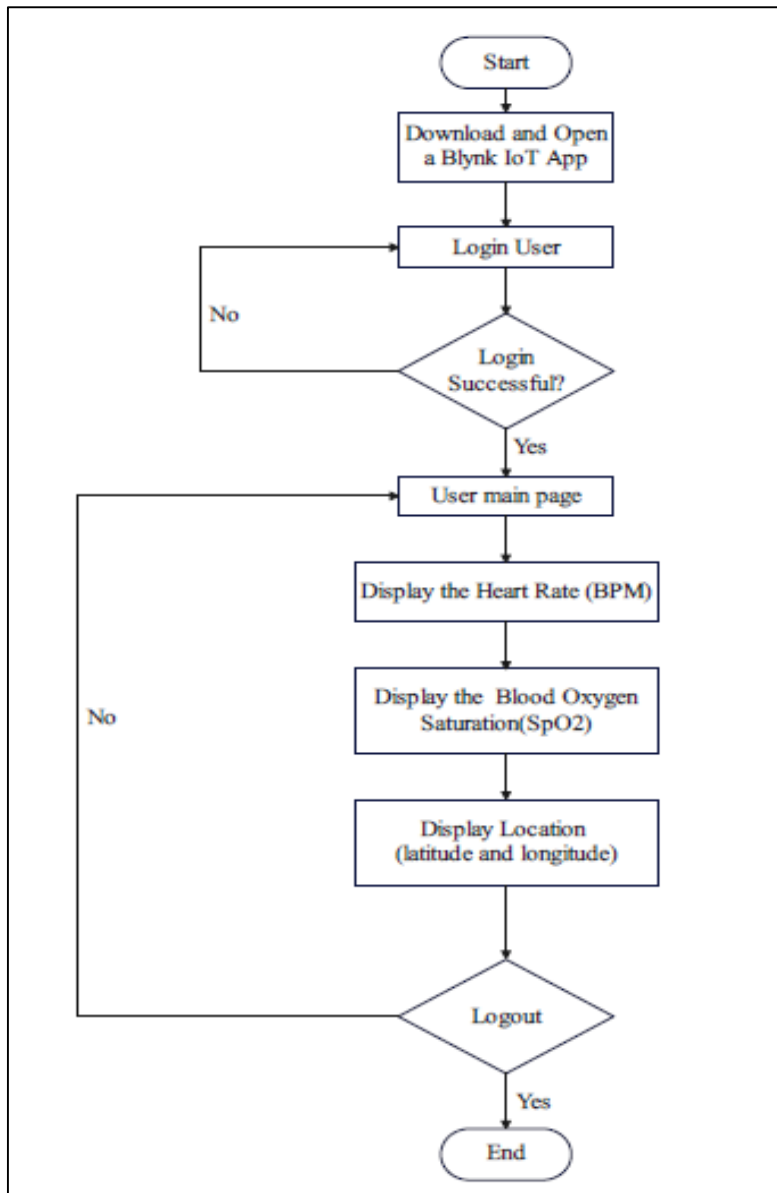 Start
Download and Open
a Blynk IoT App
Login User
No
Login
Successful?
Yes
User main page
Display the Heart Rate (BPM)
Display the Blood Oxygen
Saturation(SpO2)
No
Display Location
(latitude and longitude)
Logout
Yes
End